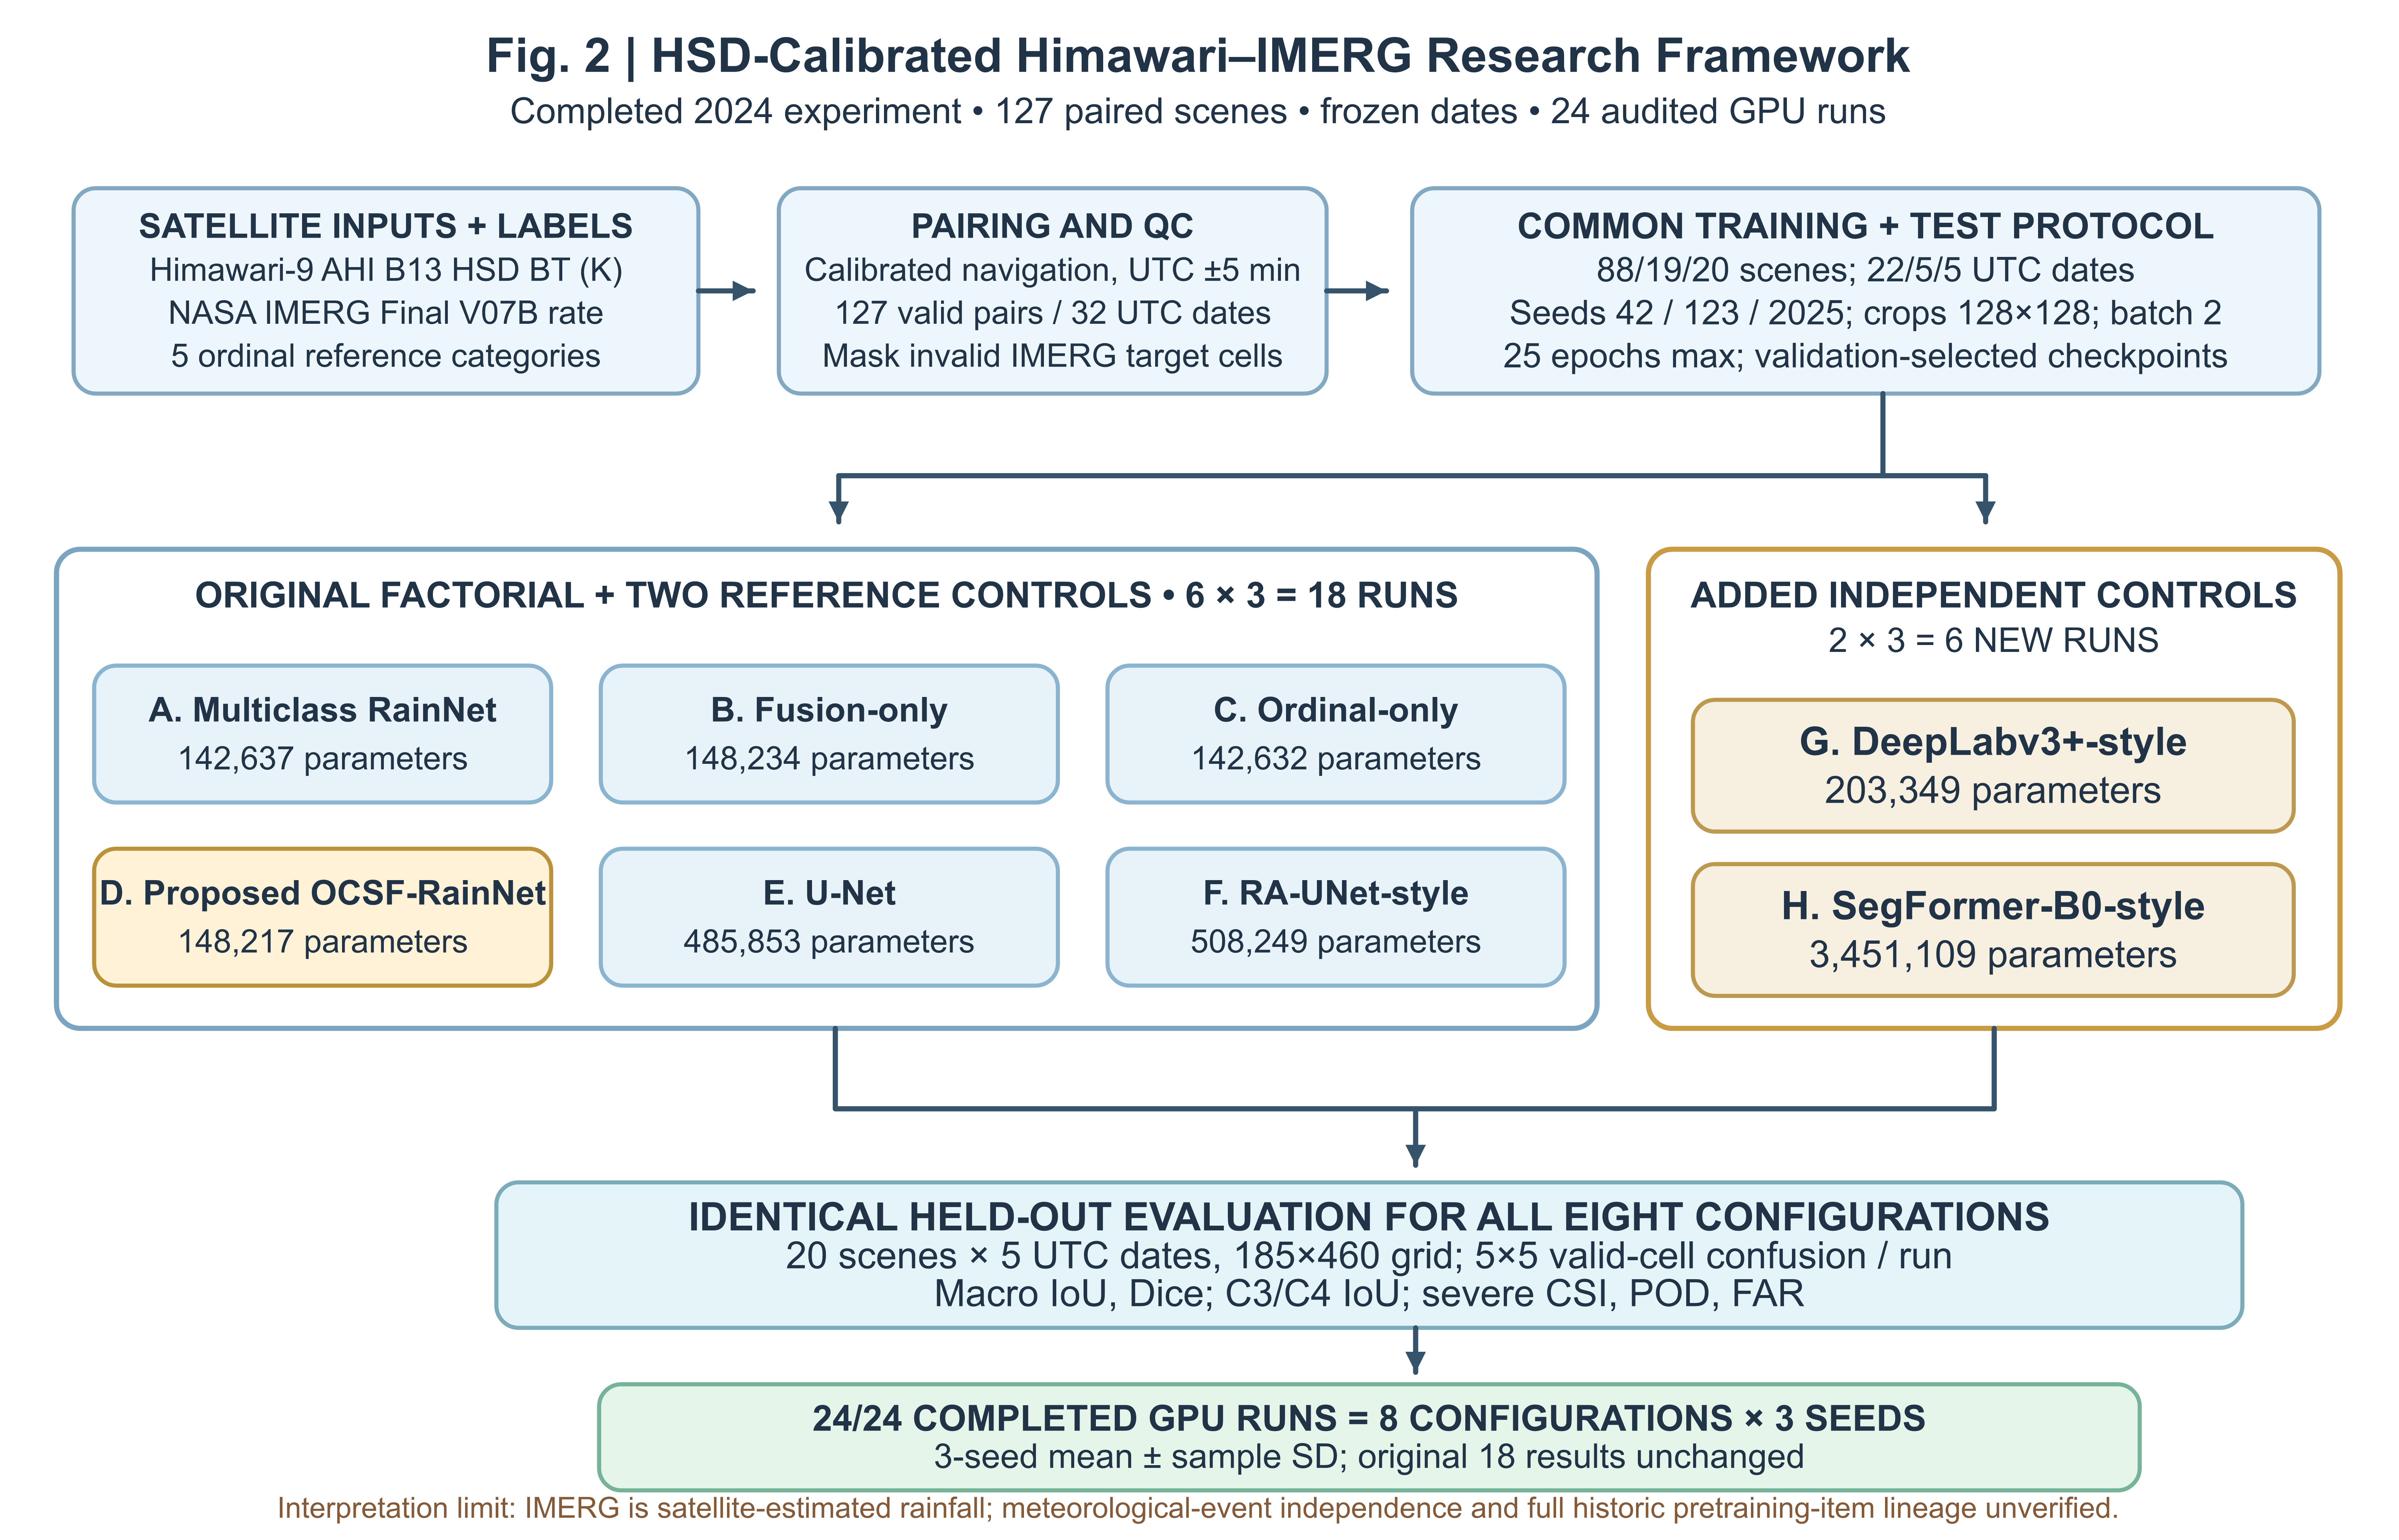 Fig. 2 | HSD-Calibrated Himawari–IMERG Research Framework
Completed 2024 experiment • 127 paired scenes • frozen dates • 24 audited GPU runs
SATELLITE INPUTS + LABELS
Himawari-9 AHI B13 HSD BT (K)
NASA IMERG Final V07B rate
5 ordinal reference categories
PAIRING AND QC
Calibrated navigation, UTC ±5 min
127 valid pairs / 32 UTC dates
Mask invalid IMERG target cells
COMMON TRAINING + TEST PROTOCOL
88/19/20 scenes; 22/5/5 UTC dates
Seeds 42 / 123 / 2025; crops 128×128; batch 2
25 epochs max; validation-selected checkpoints
ORIGINAL FACTORIAL + TWO REFERENCE CONTROLS • 6 × 3 = 18 RUNS
A. Multiclass RainNet
142,637 parameters
B. Fusion-only
148,234 parameters
C. Ordinal-only
142,632 parameters
D. Proposed OCSF-RainNet
148,217 parameters
E. U-Net
485,853 parameters
F. RA-UNet-style
508,249 parameters
ADDED INDEPENDENT CONTROLS
2 × 3 = 6 NEW RUNS
G. DeepLabv3+-style
203,349 parameters
H. SegFormer-B0-style
3,451,109 parameters
IDENTICAL HELD-OUT EVALUATION FOR ALL EIGHT CONFIGURATIONS
20 scenes × 5 UTC dates, 185×460 grid; 5×5 valid-cell confusion / run
Macro IoU, Dice; C3/C4 IoU; severe CSI, POD, FAR
24/24 COMPLETED GPU RUNS = 8 CONFIGURATIONS × 3 SEEDS
3-seed mean ± sample SD; original 18 results unchanged
Interpretation limit: IMERG is satellite-estimated rainfall; meteorological-event independence and full historic pretraining-item lineage unverified.